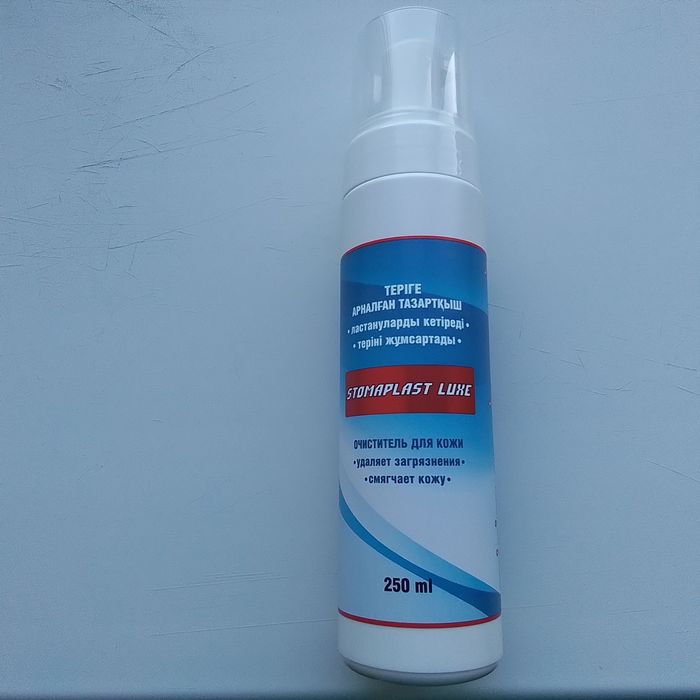 ТЕРІГЕ
АРНАЛҒАН ТАЗАРТҚЫШ
• ластануларды кетіреді •
• теріні жұмсартады •
STOMAPLAST LUXE
ОЧИСТИТЕЛЬ ДЛЯ КОЖИ
• удаляет загрязнения •
• смягчает кожу •
250 ml